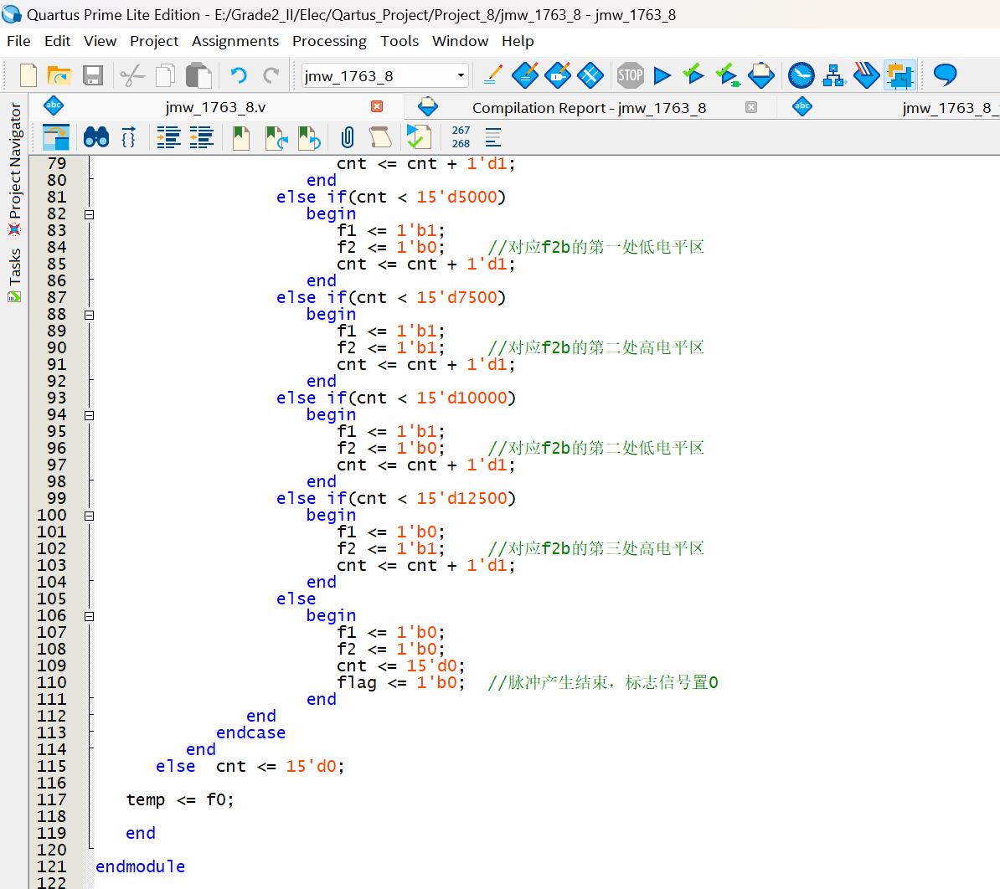 Quartus Prime Lite Edition - E:/Grade2_II/Elec/Qartus_Project/Project_8/jmw_1763_8 - jmw_1763_8
File Edit View Project Assignments Processing Tools Window Help
jmw_1763_8
STOP
abc jmw_1763_8.v
Compilation Report - jmw_1763_8
abc jmw_1763_8_
267
268
Project Navigator
Tasks
79 cnt <= cnt + 1'd1;
80 end
81 else if(cnt < 15'd5000)
82 begin
83 f1 <= 1'b1;
84 f2 <= 1'b0; //对应f2b的第一处低电平区
85 cnt <= cnt + 1'd1;
86 end
87 else if(cnt < 15'd7500)
88 begin
89 f1 <= 1'b1;
90 f2 <= 1'b1; //对应f2b的第二处高电平区
91 cnt <= cnt + 1'd1;
92 end
93 else if(cnt < 15'd10000)
94 begin
95 f1 <= 1'b1;
96 f2 <= 1'b0; //对应f2b的第二处低电平区
97 cnt <= cnt + 1'd1;
98 end
99 else if(cnt < 15'd12500)
100 begin
101 f1 <= 1'b0;
102 f2 <= 1'b1; //对应f2b的第三处高电平区
103 cnt <= cnt + 1'd1;
104 end
105 else
106 begin
107 f1 <= 1'b0;
108 f2 <= 1'b0;
109 cnt <= 15'd0;
110 flag <= 1'b0; //脉冲产生结束，标志信号置0
111 end
112 end
113 endcase
114 end
115 else cnt <= 15'd0;
116
117 temp <= f0;
118
119 end
120
121 endmodule
122